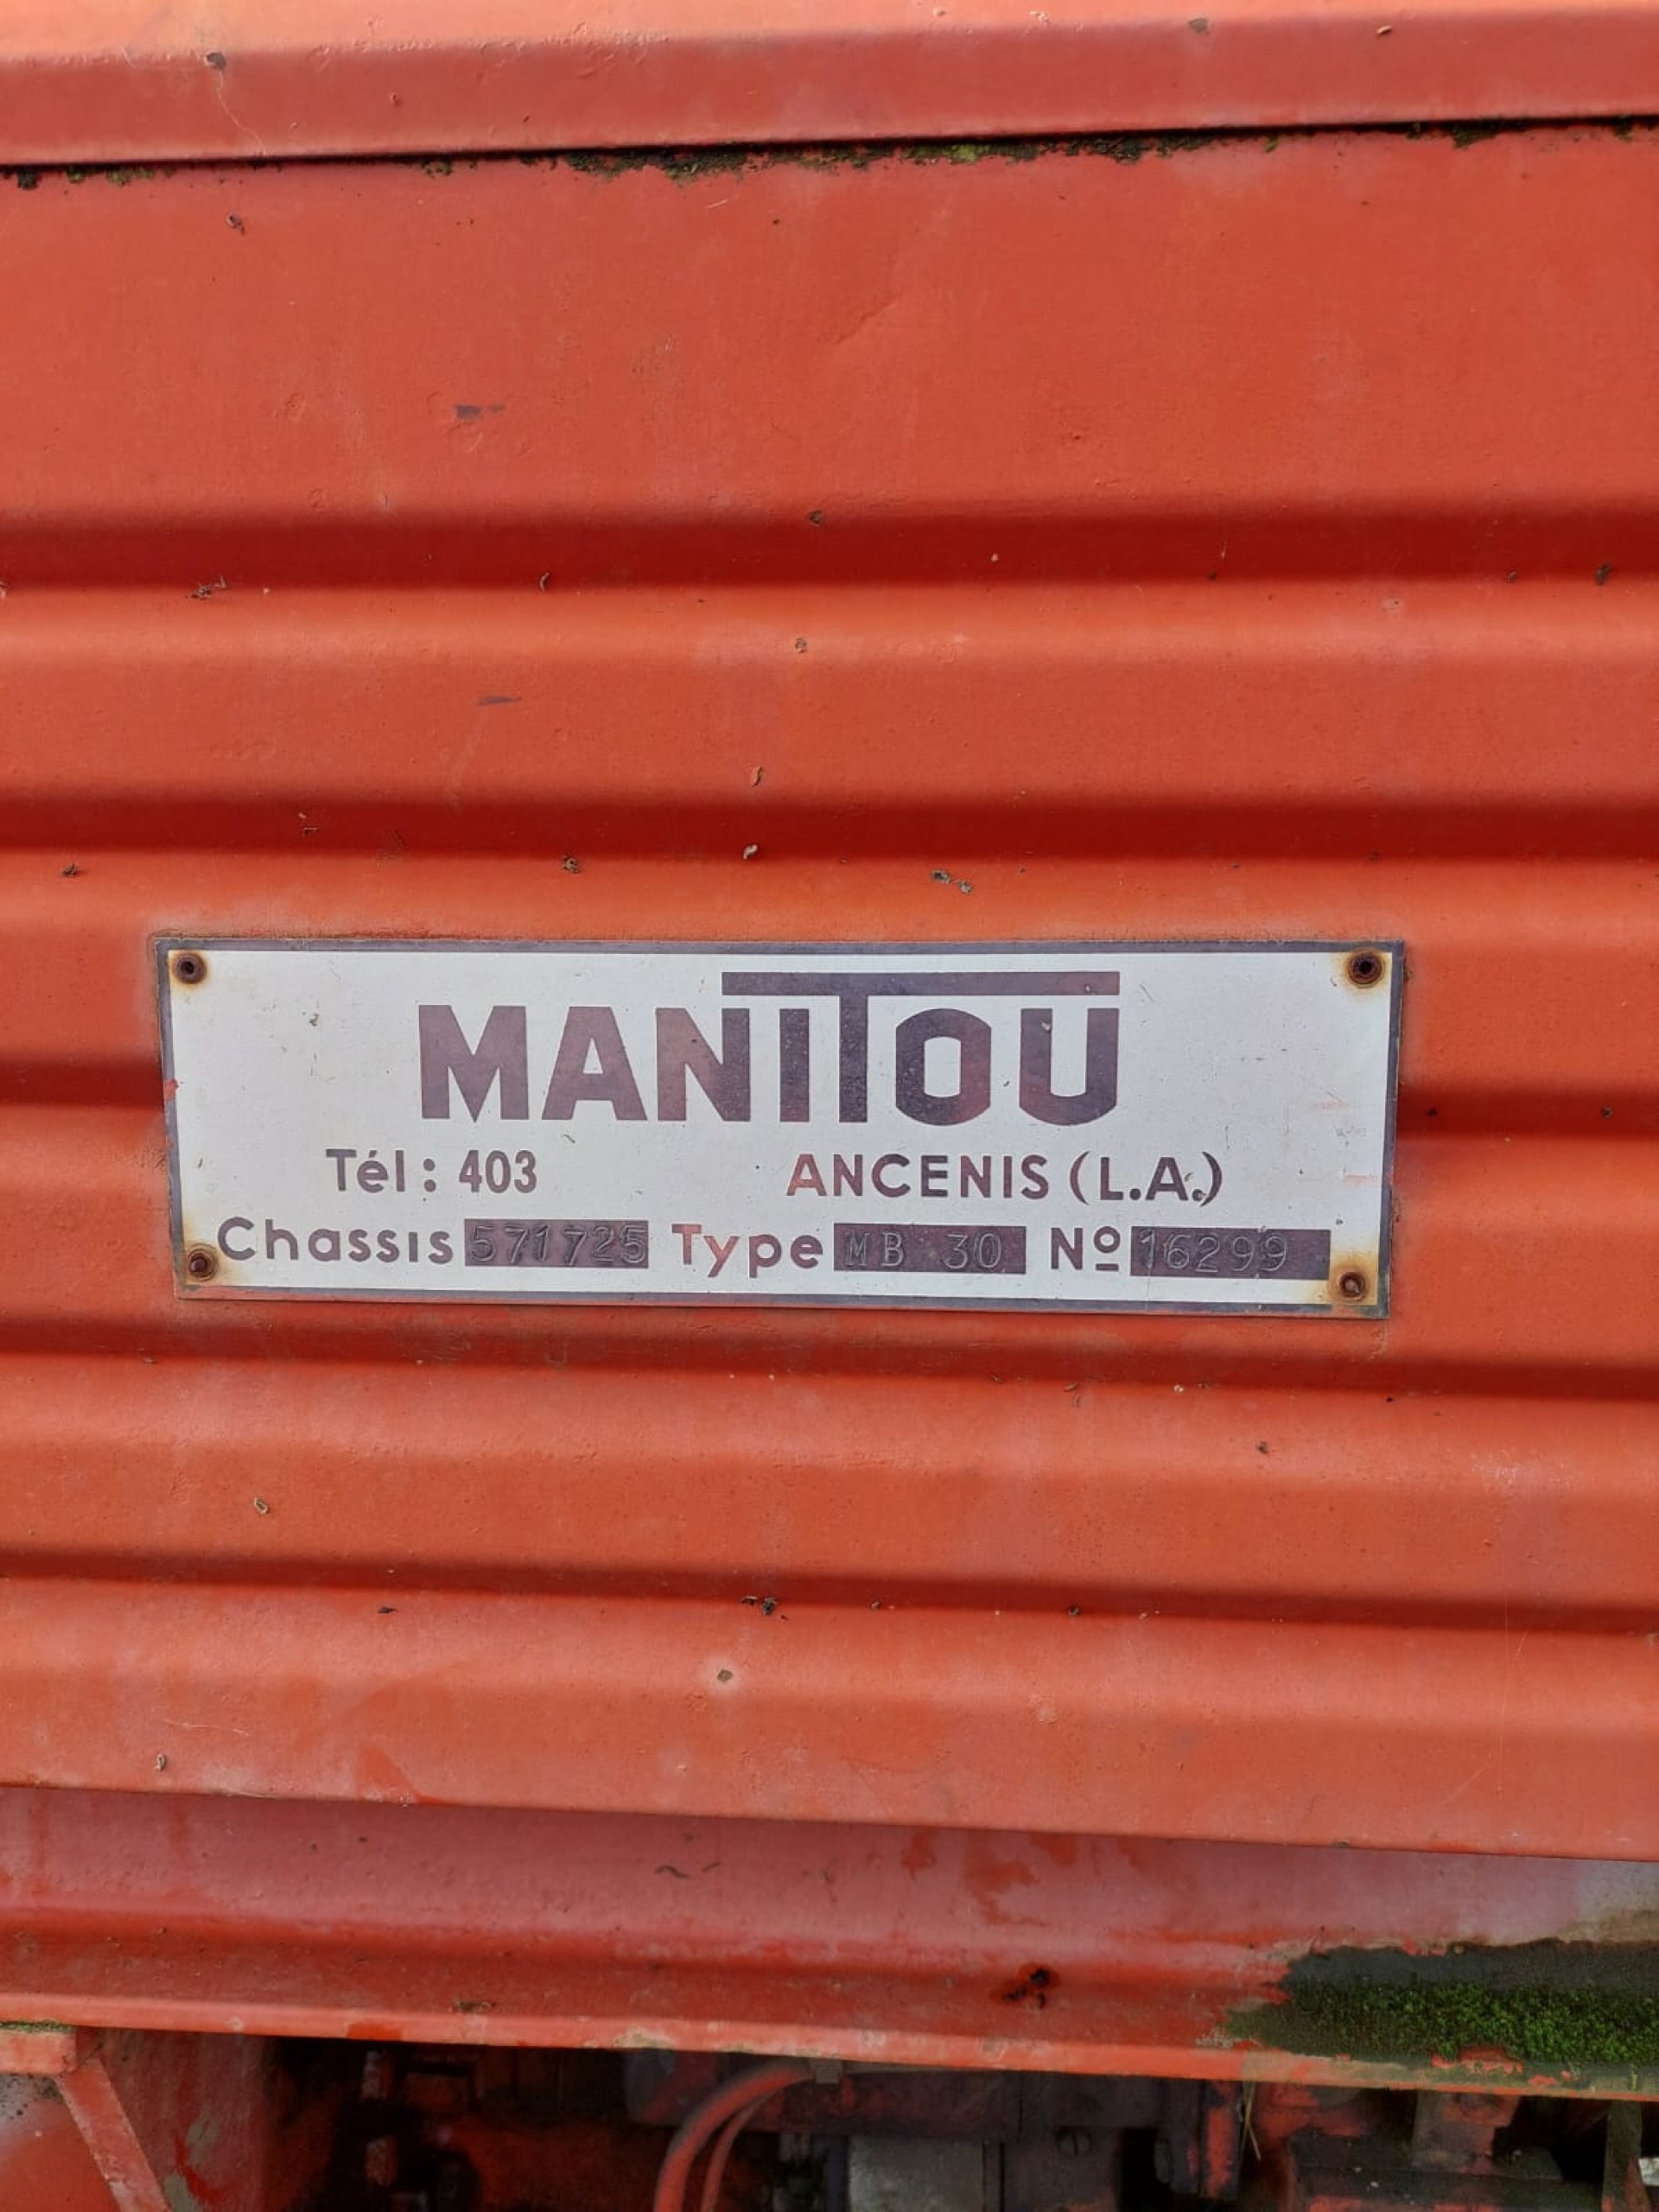 MANITOU
Tél: 403 ANCENIS (L.A.)
Chassis 571725 Type MB 30 Nº 16299